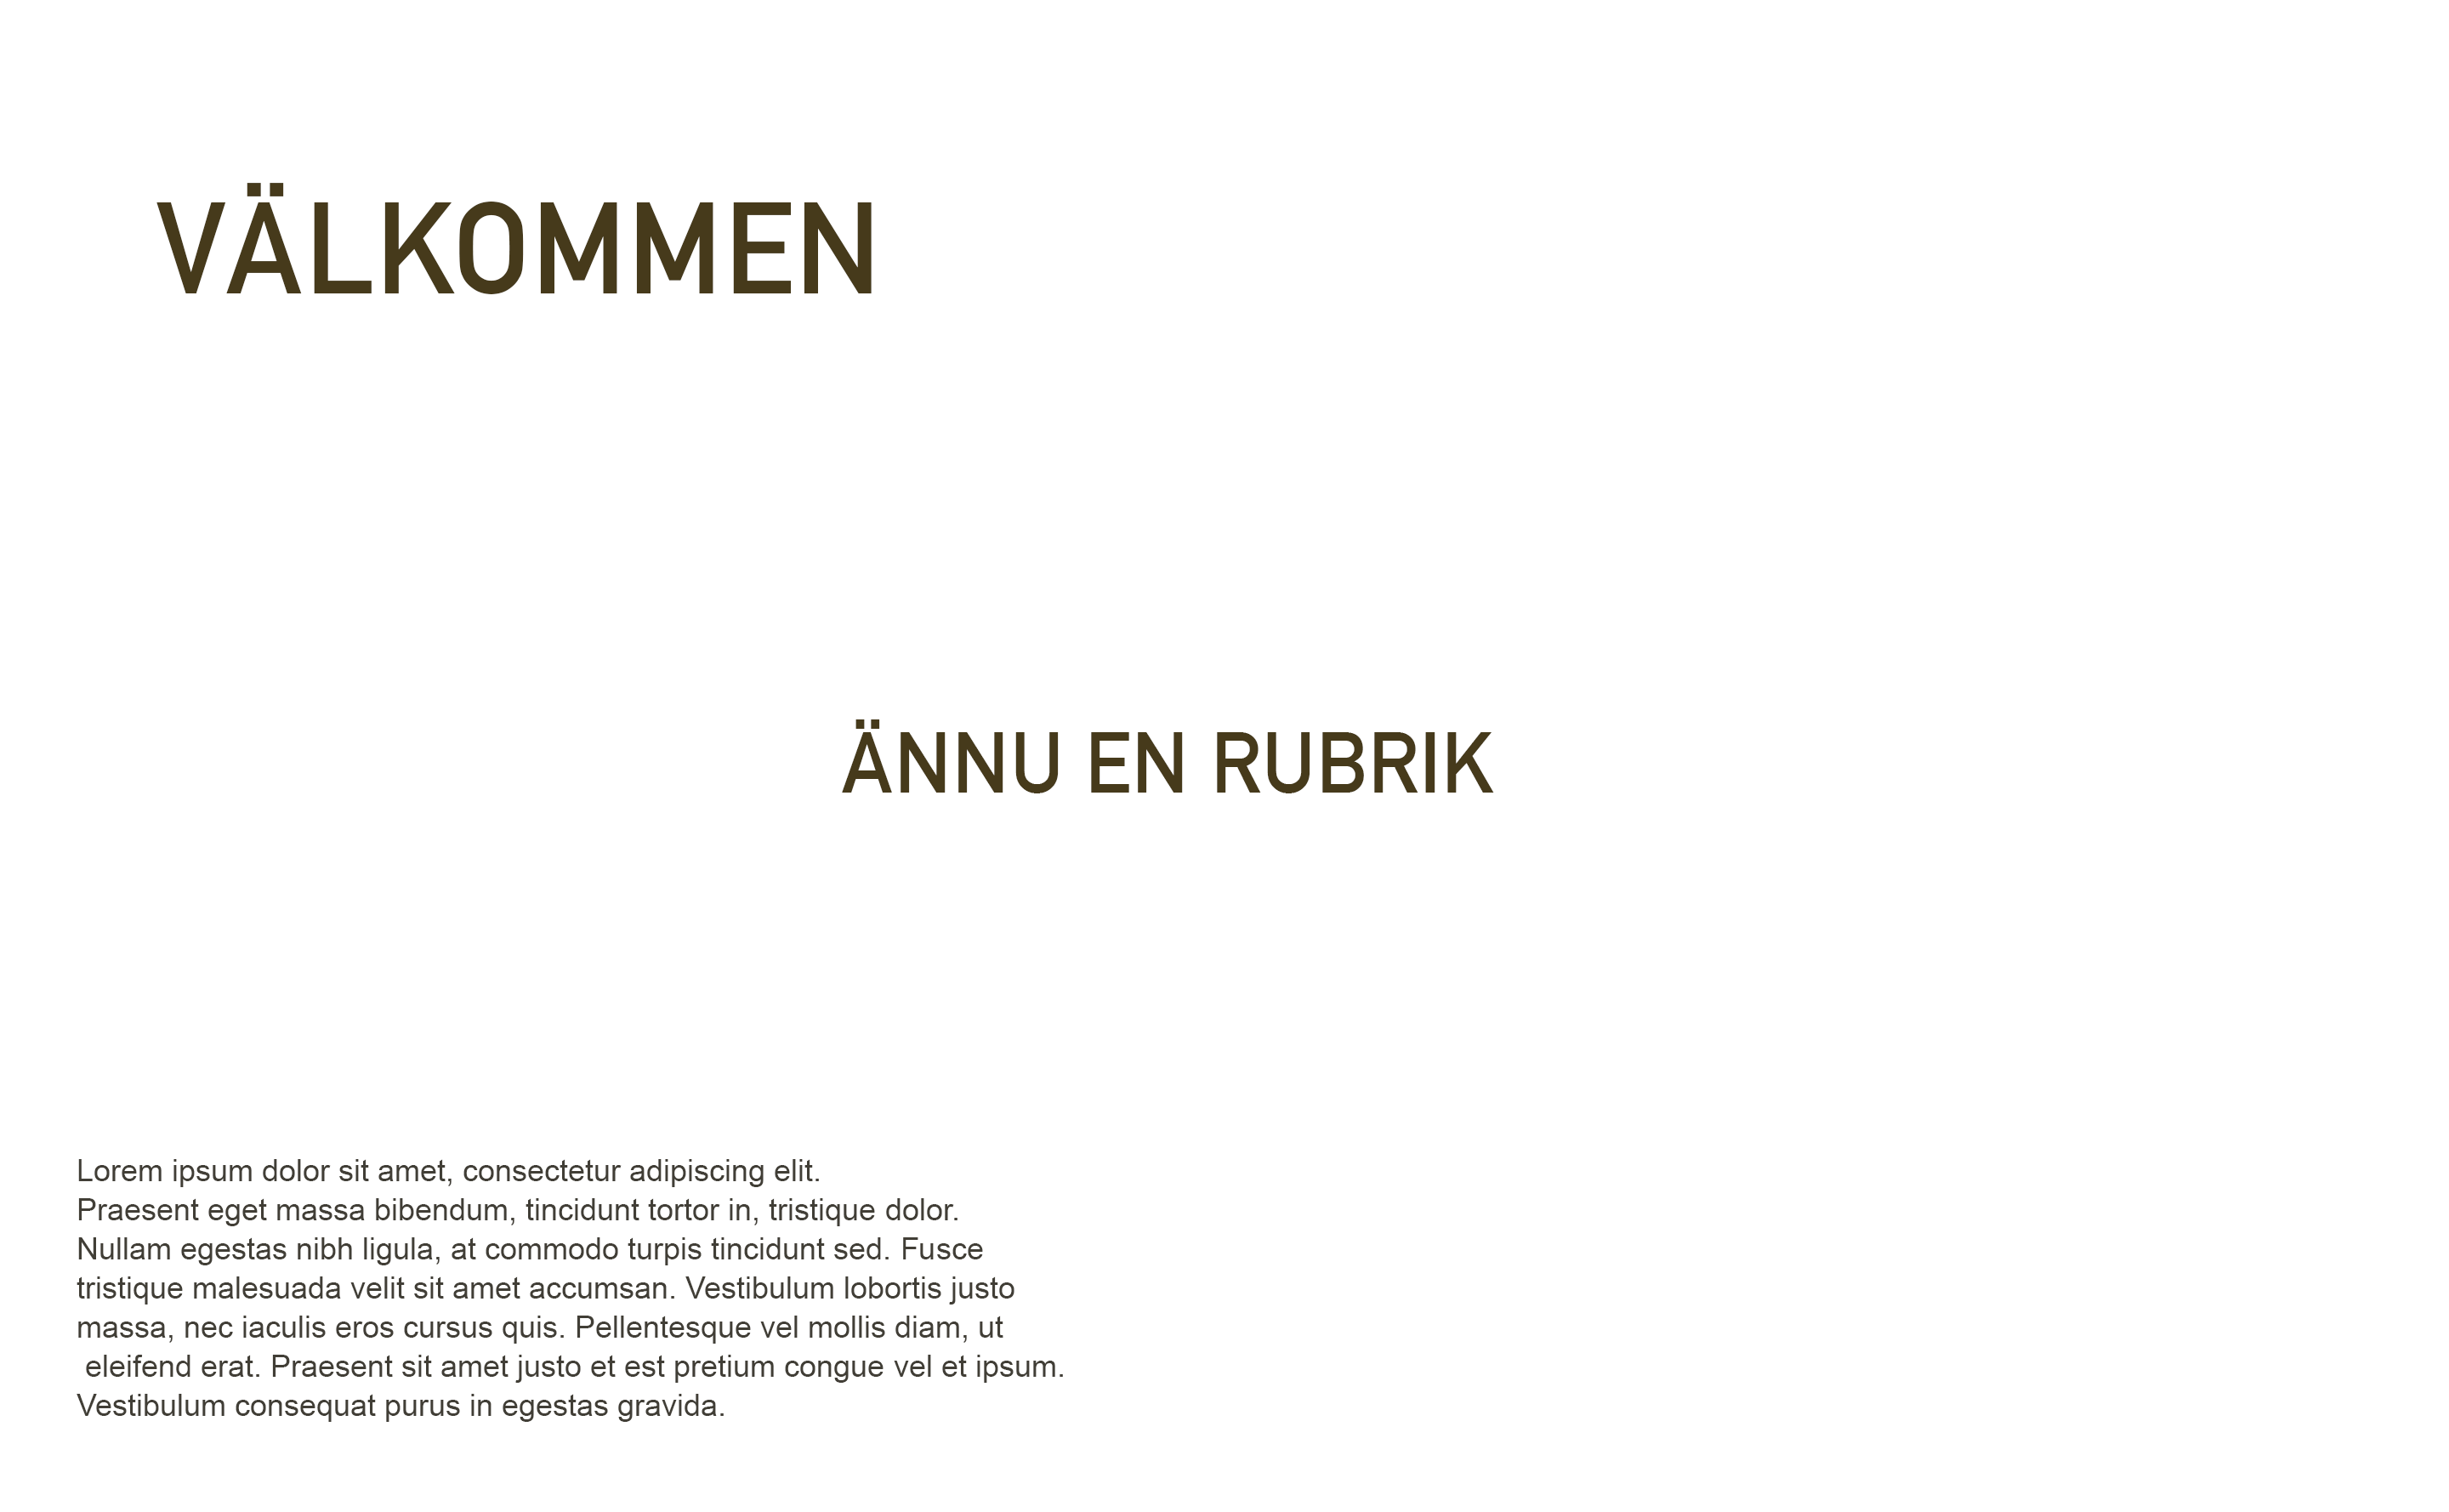 VÄLKOMMEN
ÄNNU EN RUBRIK
Lorem ipsum dolor sit amet, consectetur adipiscing elit.
Praesent eget massa bibendum, tincidunt tortor in, tristique dolor.
Nullam egestas nibh ligula, at commodo turpis tincidunt sed. Fusce
tristique malesuada velit sit amet accumsan. Vestibulum lobortis justo
massa, nec iaculis eros cursus quis. Pellentesque vel mollis diam, ut
eleifend erat. Praesent sit amet justo et est pretium congue vel et ipsum.
Vestibulum consequat purus in egestas gravida.